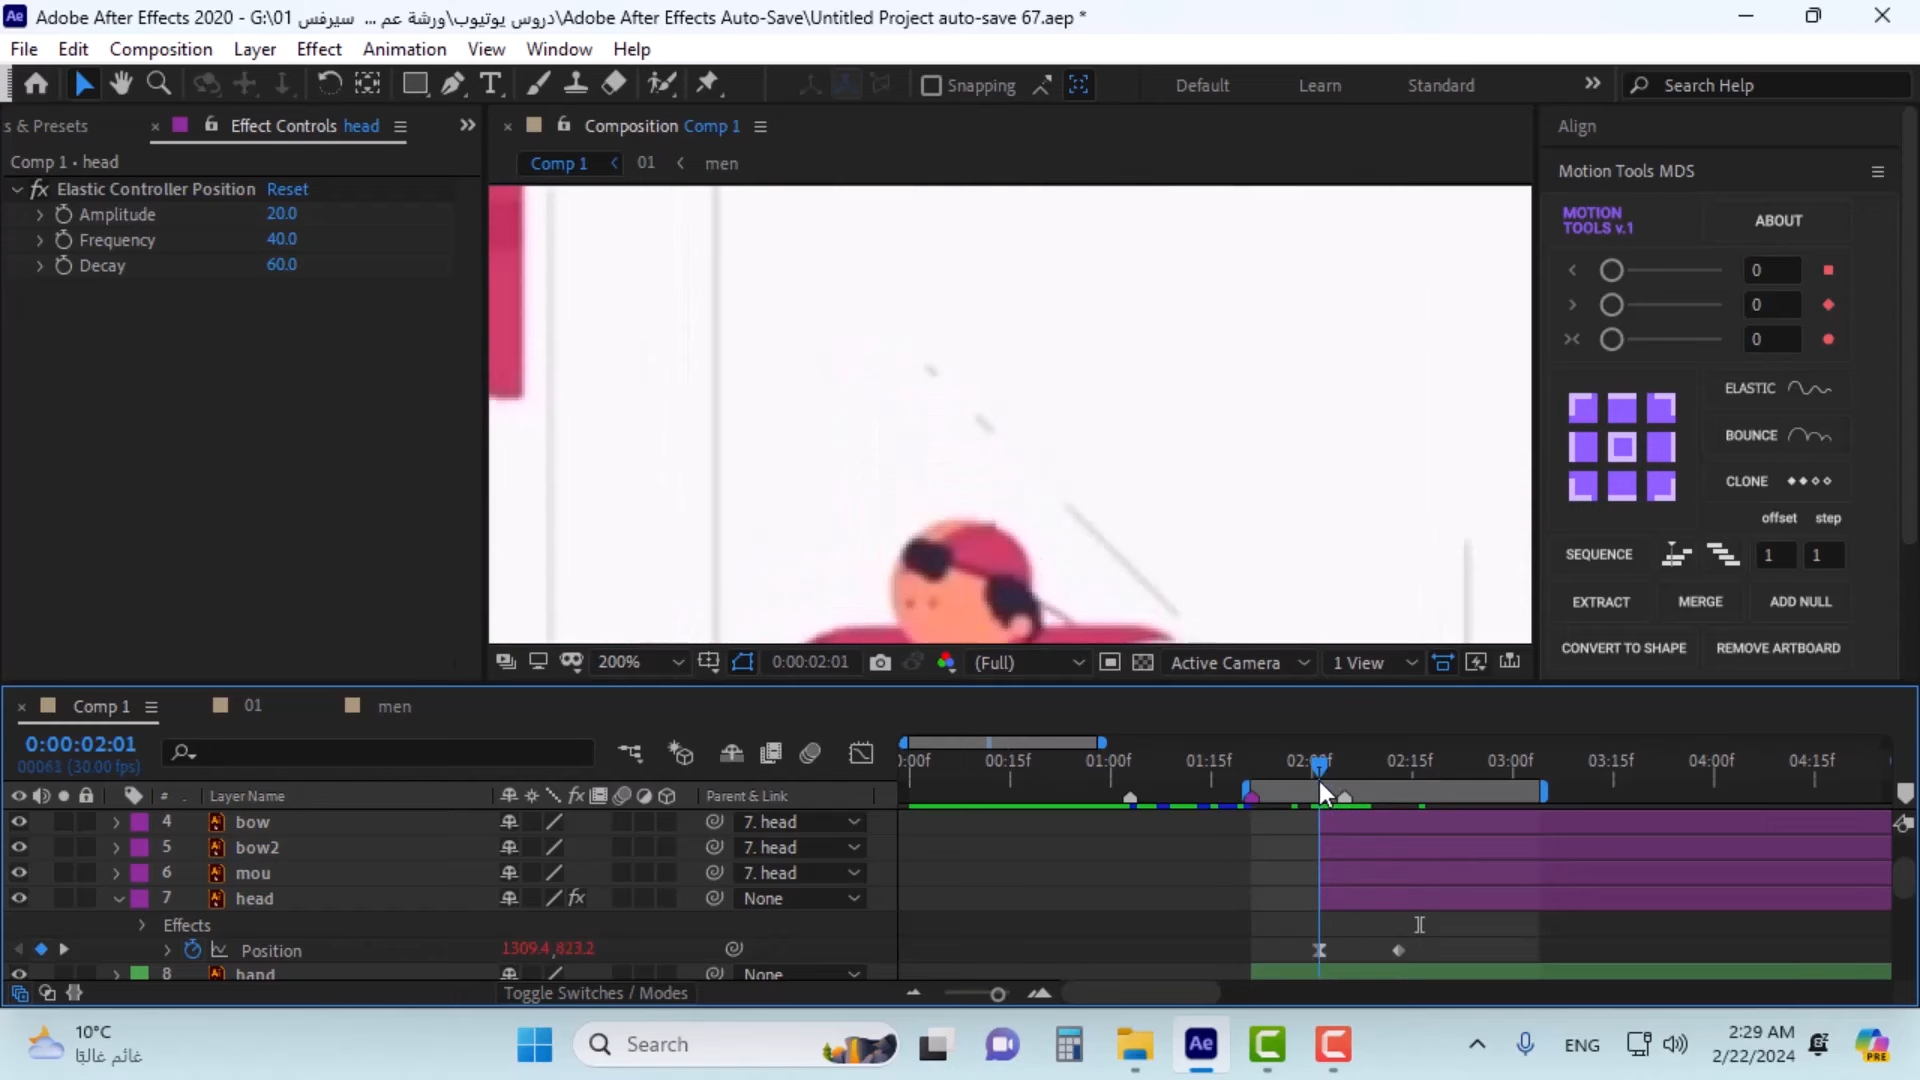 Ae Adobe After Effects 2020 - G:\01 دروس يوتيوب\ورشة عم ... سيرفس\Adobe After Effects Auto-Save\Untitled Project auto-save 67.aep *
File Edit Composition Layer Effect Animation View Window Help
Snapping Default Learn Standard Search Help
s & Presets Effect Controls head Composition Comp 1 Align
Comp 1 • head Comp 1 01 men Motion Tools MDS
fx Elastic Controller Position Reset
Amplitude 20.0
Frequency 40.0
Decay 60.0
MOTION TOOLS v.1 ABOUT
0
0
0
ELASTIC
BOUNCE
CLONE
offset step
SEQUENCE 1 1
EXTRACT MERGE ADD NULL
CONVERT TO SHAPE REMOVE ARTBOARD
200% 0:00:02:01 (Full) Active Camera 1 View
Comp 1 01 men
0:00:02:01
00063 (30.00 fps)
0:00f 00:15f 01:00f 01:15f 02:00f 02:15f 03:00f 03:15f 04:00f 04:15f
# . Layer Name fx Parent & Link
4 bow 7. head
5 bow2 7. head
6 mou 7. head
7 head fx None
Effects
Position 1309.4,823.2
8 hand None
Toggle Switches / Modes
10°C
غائم غالبًا
Search Ae ENG 2:29 AM
2/22/2024
PRE